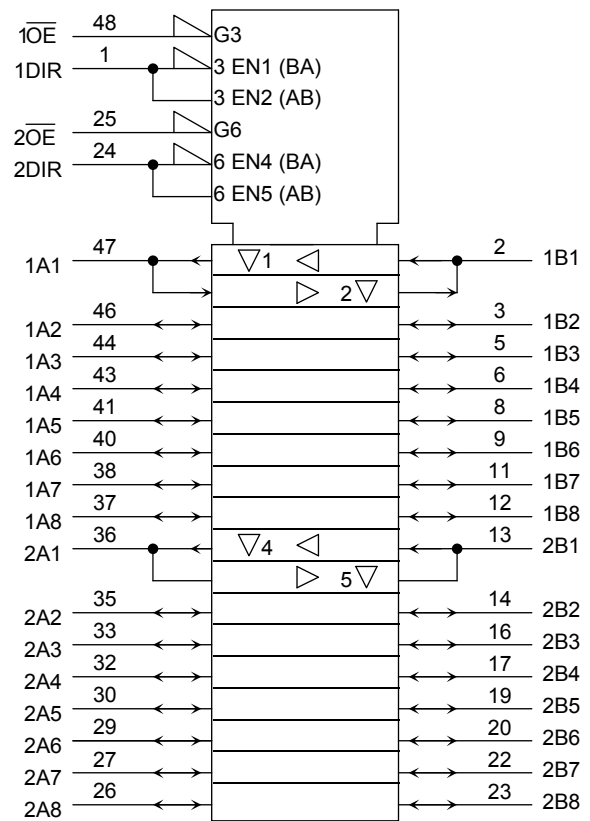 1OE 48 G3
1DIR 1 3 EN1 (BA)
3 EN2 (AB)
2OE 25 G6
2DIR 24 6 EN4 (BA)
6 EN5 (AB)
1A1 47 1 2 1B1
2
1A2 46 3 1B2
1A3 44 5 1B3
1A4 43 6 1B4
1A5 41 8 1B5
1A6 40 9 1B6
1A7 38 11 1B7
1A8 37 12 1B8
2A1 36 4 13 2B1
5
2A2 35 14 2B2
2A3 33 16 2B3
2A4 32 17 2B4
2A5 30 19 2B5
2A6 29 20 2B6
2A7 27 22 2B7
2A8 26 23 2B8